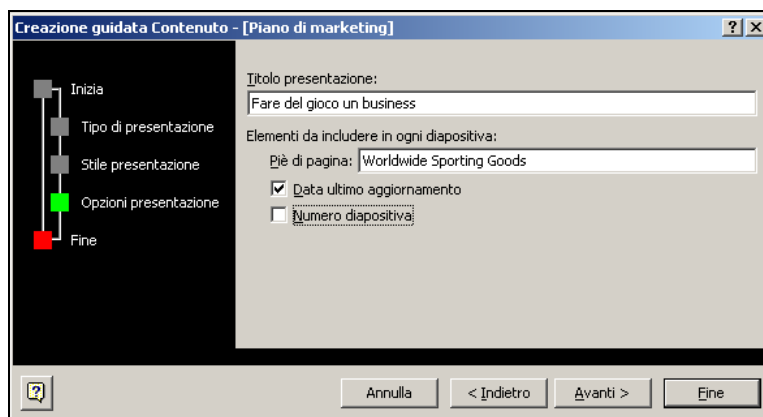 Creazione guidata Contenuto - [Piano di marketing]
Inizia
Tipo di presentazione
Stile presentazione
Opzioni presentazione
Fine
Titolo presentazione:
Fare del gioco un business
Elementi da includere in ogni diapositiva:
Piè di pagina: Worldwide Sporting Goods
Data ultimo aggiornamento
Numero diapositiva
Annulla < Indietro Avanti > Fine